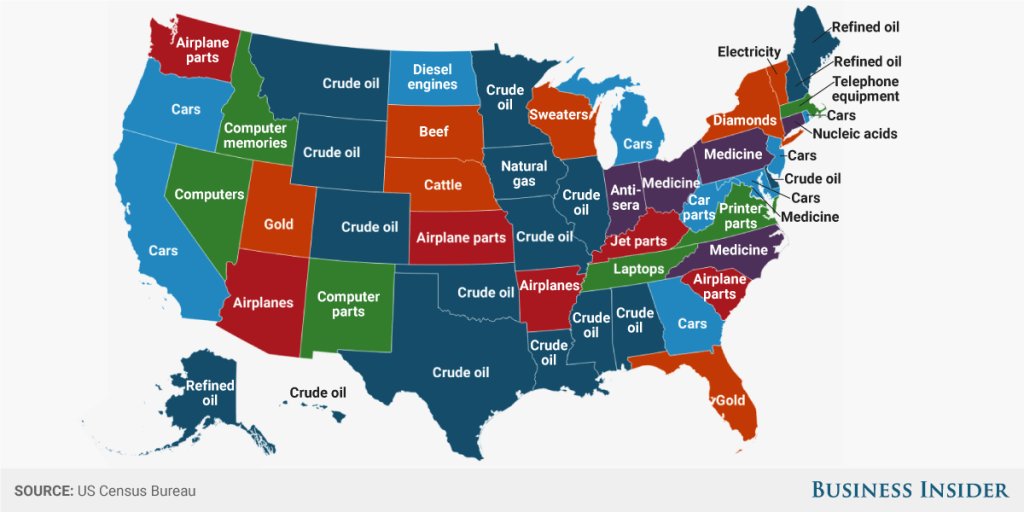 Refined oil
Airplane
parts
Electricity
Refined oil
Diesel
engines
Crude oil
Telephone
equipment
Crude
oil
Cars
Sweaters
Cars
Diamonds
Computer
memories
Beef
Cars
Nucleic acids
Crude oil
Medicine
Cars
Natural
gas
Crude oil
Computers
Cattle
Crude
oil
Anti-
sera
Medicine
Car
parts
Cars
Printer
parts
Medicine
Gold
Crude oil
Airplane parts
Crude oil
Jet parts
Medicine
Cars
Laptops
Airplanes
Computer
parts
Crude oil
Airplanes
Airplane
parts
Crude
oil
Crude
oil
Cars
Crude
oil
Crude oil
Refined
oil
Crude oil
Gold
SOURCE: US Census Bureau
BUSINESS INSIDER